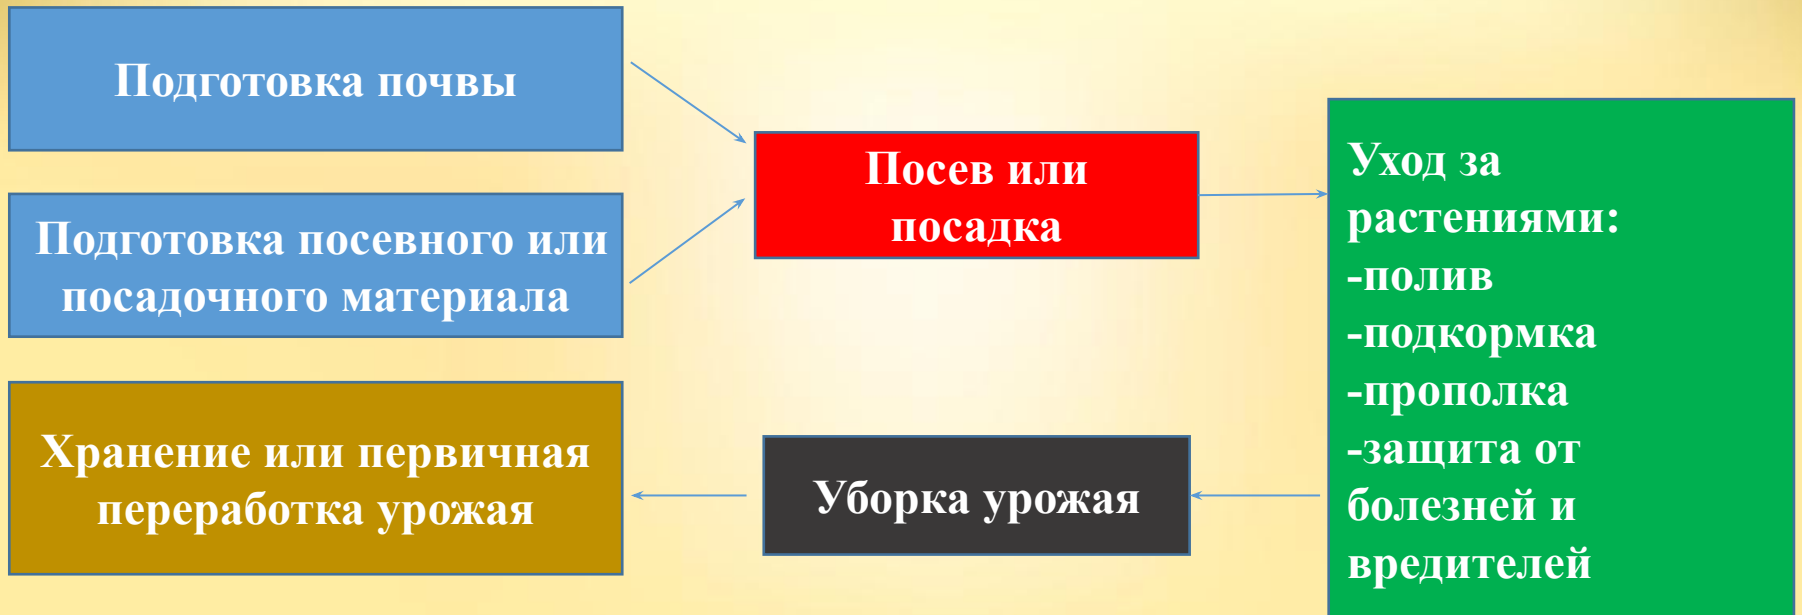 Подготовка почвы
Подготовка посевного или
посадочного материала
Посев или
посадка
Уход за
растениями:
-полив
-подкормка
-прополка
-защита от
болезней и
вредителей
Уборка урожая
Хранение или первичная
переработка урожая